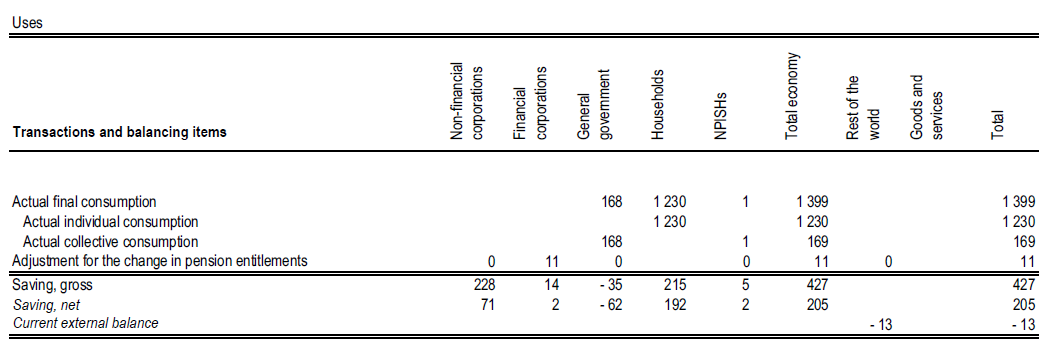 Uses
Transactions and balancing items Non-financial corporations Financial corporations General government Households NPISHs Total economy Rest of the world Goods and services Total
Actual final consumption 168 1 230 1 1 399 1 399
Actual individual consumption 1 230 1 230 1 230
Actual collective consumption 168 1 169 169
Adjustment for the change in pension entitlements 0 11 0 0 11 0 11
Saving, gross 228 14 - 35 215 5 427 427
Saving, net 71 2 - 62 192 2 205 205
Current external balance - 13 - 13